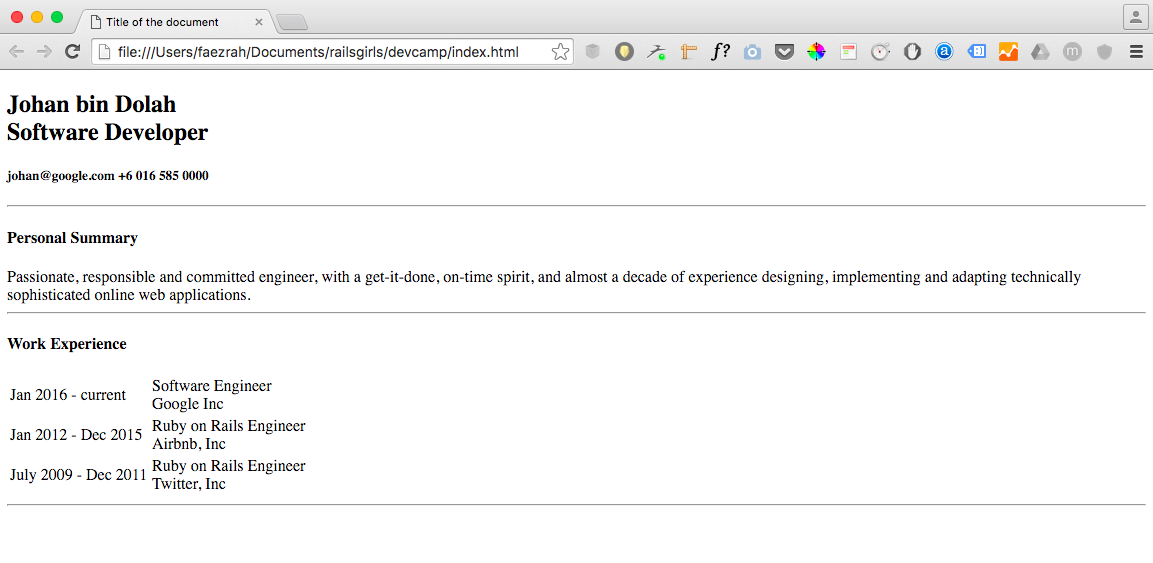 Title of the document
file:///Users/faezrah/Documents/railsgirls/devcamp/index.html
f?
a
m
Johan bin Dolah
Software Developer
johan@google.com +6 016 585 0000
Personal Summary
Passionate, responsible and committed engineer, with a get-it-done, on-time spirit, and almost a decade of experience designing, implementing and adapting technically
sophisticated online web applications.
Work Experience
Jan 2016 - current
Software Engineer
Google Inc
Jan 2012 - Dec 2015
Ruby on Rails Engineer
Airbnb, Inc
July 2009 - Dec 2011
Ruby on Rails Engineer
Twitter, Inc